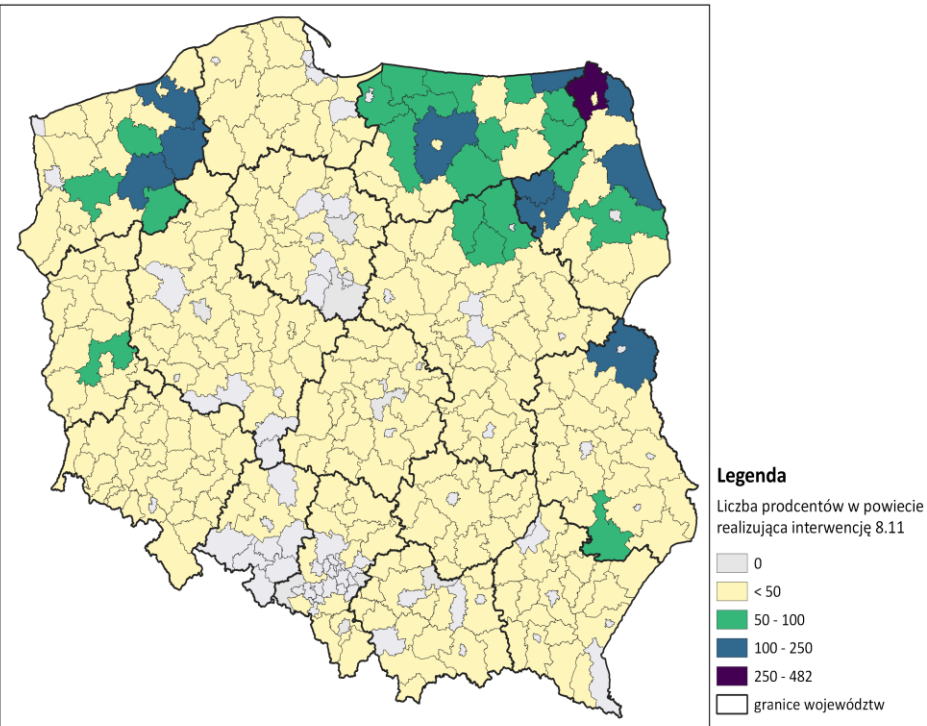 Legenda
Liczba prodcentów w powiecie
realizująca interwencję 8.11
0
< 50
50 - 100
100 - 250
250 - 482
granice województw